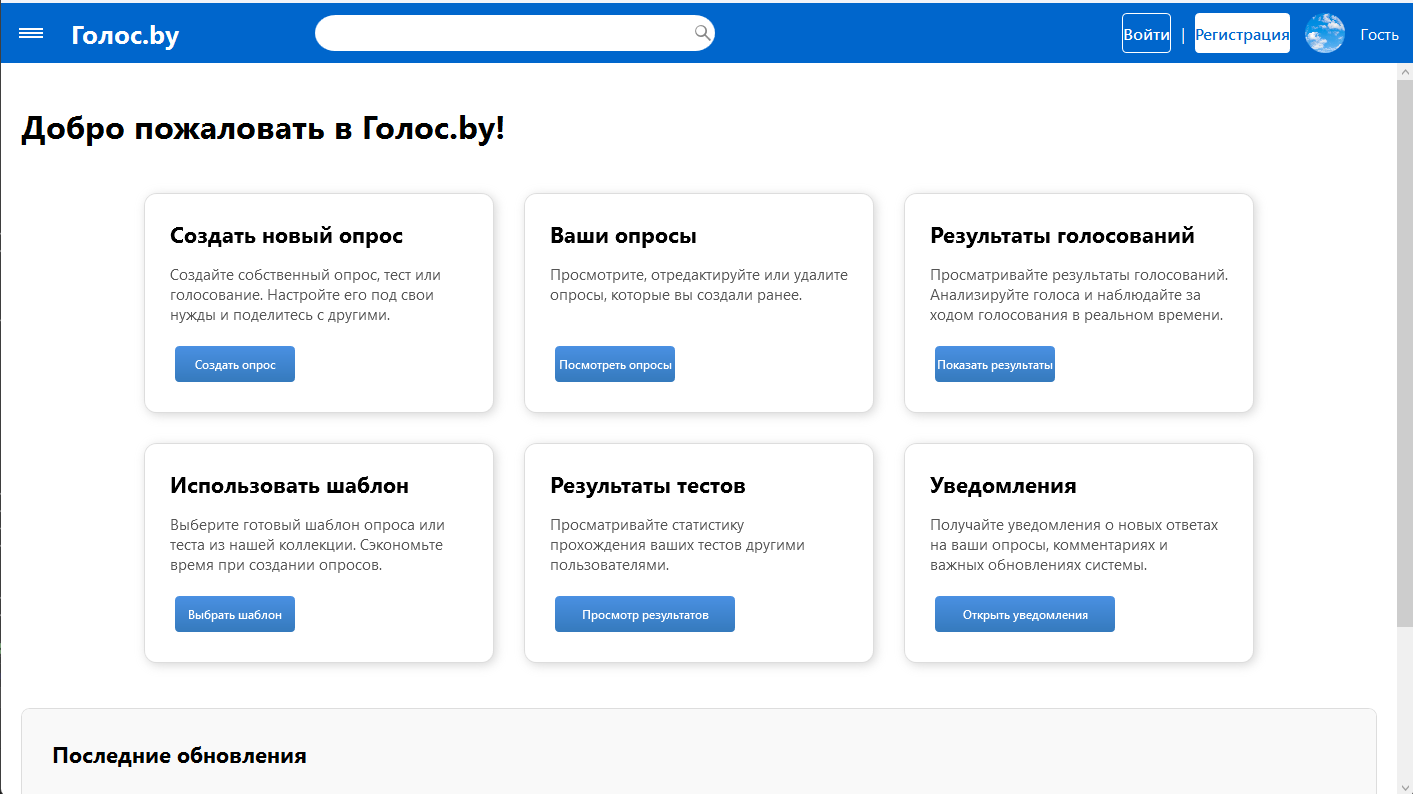 Голос.by
Войти | Регистрация Гость
Добро пожаловать в Голос.by!
Создать новый опрос
Создайте собственный опрос, тест или
голосование. Настройте его под свои
нужды и поделитесь с другими.
Создать опрос
Ваши опросы
Просмотрите, отредактируйте или удалите
опросы, которые вы создали ранее.
Посмотреть опросы
Результаты голосований
Просматривайте результаты голосований.
Анализируйте голоса и наблюдайте за
ходом голосования в реальном времени.
Показать результаты
Использовать шаблон
Выберите готовый шаблон опроса или
теста из нашей коллекции. Сэкономьте
время при создании опросов.
Выбрать шаблон
Результаты тестов
Просматривайте статистику
прохождения ваших тестов другими
пользователями.
Просмотр результатов
Уведомления
Получайте уведомления о новых ответах
на ваши опросы, комментариях и
важных обновлениях системы.
Открыть уведомления
Последние обновления